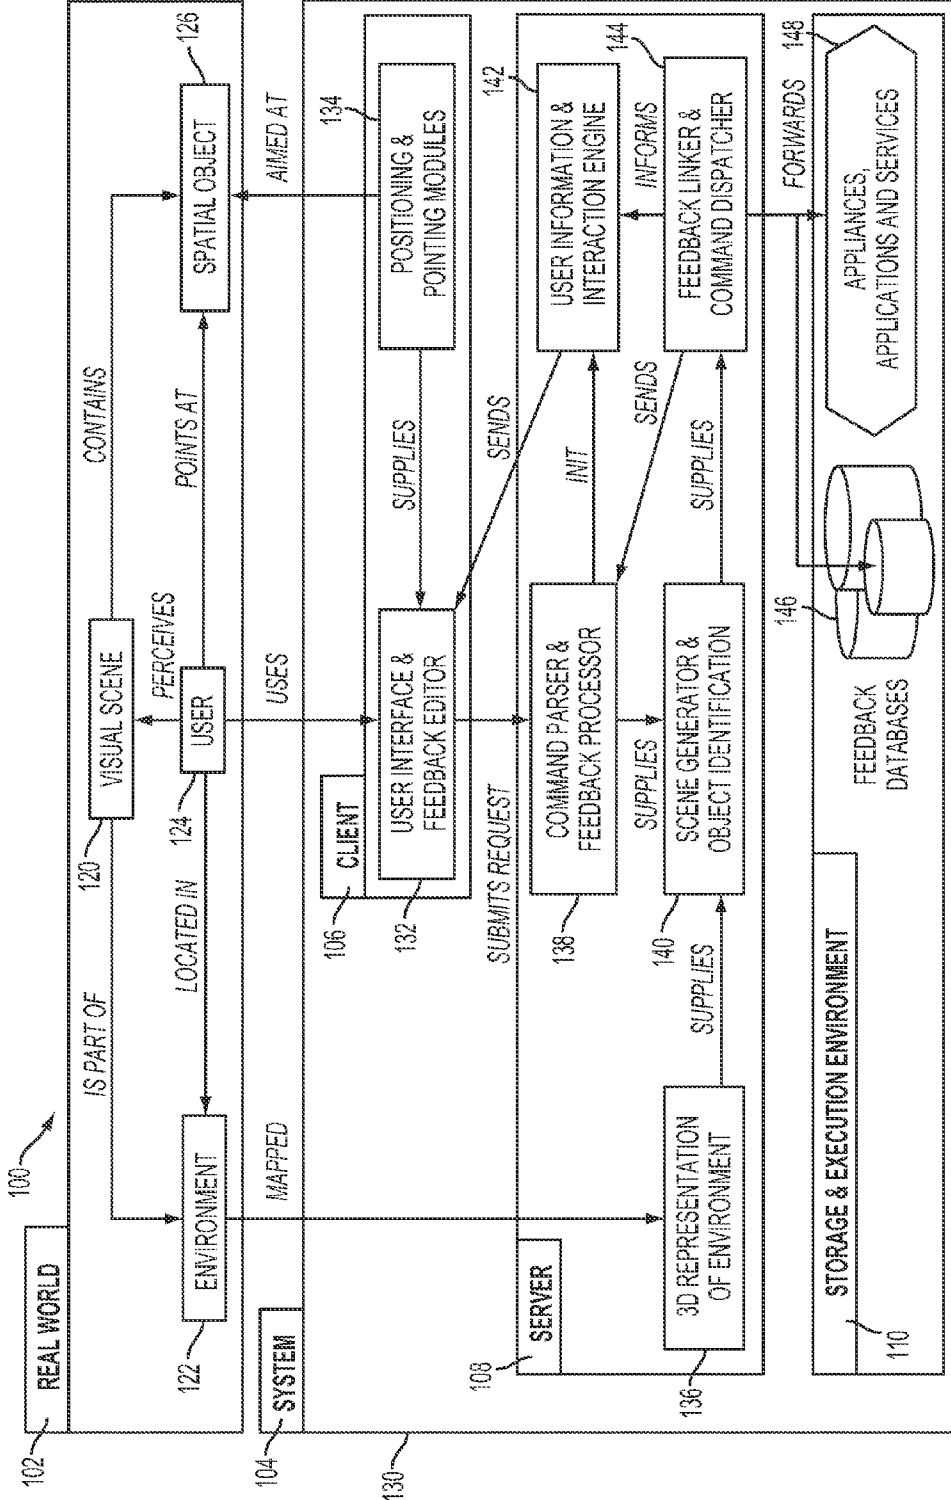 100
102
REAL WORLD
120
VISUAL SCENE
IS PART OF
CONTAINS
PERCEIVES
122
ENVIRONMENT
LOCATED IN
124
USER
POINTS AT
SPATIAL OBJECT
126
MAPPED
USES
AIMED AT
104
SYSTEM
130
106
CLIENT
132
USER INTERFACE &
FEEDBACK EDITOR
SUPPLIES
134
POSITIONING &
POINTING MODULES
SUBMITS REQUEST
SENDS
108
SERVER
138
COMMAND PARSER &
FEEDBACK PROCESSOR
INIT
142
USER INFORMATION &
INTERACTION ENGINE
SUPPLIES
SENDS
INFORMS
136
3D REPRESENTATION
OF ENVIRONMENT
SUPPLIES
140
SCENE GENERATOR &
OBJECT IDENTIFICATION
SUPPLIES
144
FEEDBACK LINKER &
COMMAND DISPATCHER
FORWARDS
STORAGE & EXECUTION ENVIRONMENT
110
146
FEEDBACK
DATABASES
148
APPLIANCES,
APPLICATIONS AND SERVICES